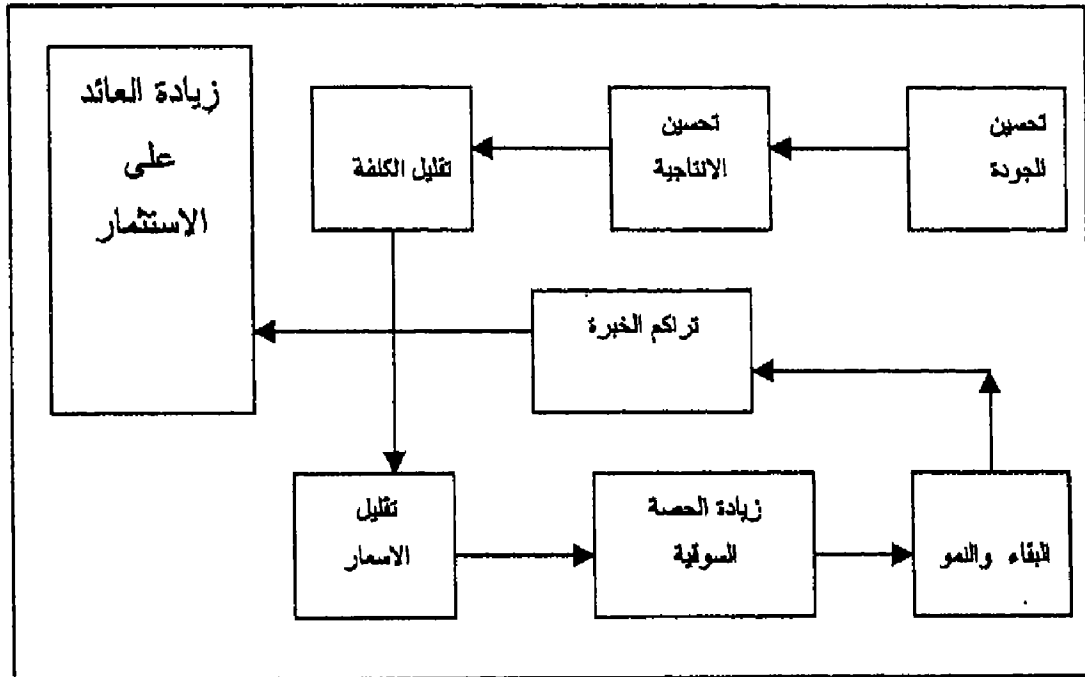 تحسين
الجودة
تحسين
الانتاجية
تقليل الكلفة
زيادة العائد
على
الاستثمار
تراكم الخبرة
تقليل
الاسعار
زيادة الحصة
السوقية
البقاء والنمو